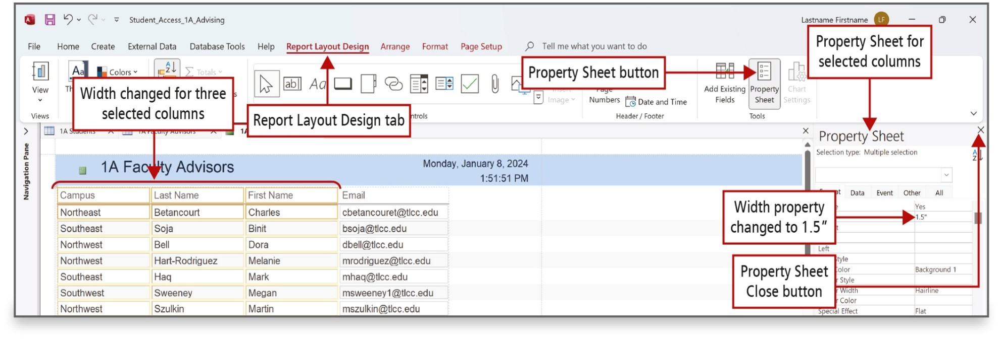 Student_Access_1A_Advising
Lastname Firstname LF
File Home Create External Data Database Tools Help Report Layout Design Arrange Format Page Setup Tell me what you want to do
Property Sheet for
selected columns
Property Sheet button
Aa Colors
Totals
ab Aa
View
Width changed for three
selected columns
Image
Numbers
Date and Time
Add Existing
Fields
Property
Sheet
Chart
Settings
Views
Report Layout Design tab
Header / Footer
Tools
1A Students
1A Faculty Advisors
1A
Navigation Pane
Property Sheet
Selection type: Multiple selection
1A Faculty Advisors
Monday, January 8, 2024
1:51:51 PM
Data Event Other All
Campus Last Name First Name Email
Northeast Betancourt Charles cbetancouret@tlcc.edu
Southeast Soja Binit bsoja@tlcc.edu
Northwest Bell Dora dbell@tlcc.edu
Northwest Hart-Rodriguez Melanie mrodriguez@tlcc.edu
Southeast Haq Mark mhaq@tlcc.edu
Southwest Sweeney Megan msweeney1@tlcc.edu
Northwest Szulkin Martin mszulkin@tlcc.edu
Width property
changed to 1.5"
Yes
1.5"
Left
Property Sheet
Close button
Style
Color Background 1
Style
Width Hairline
Color
Special Effect Flat